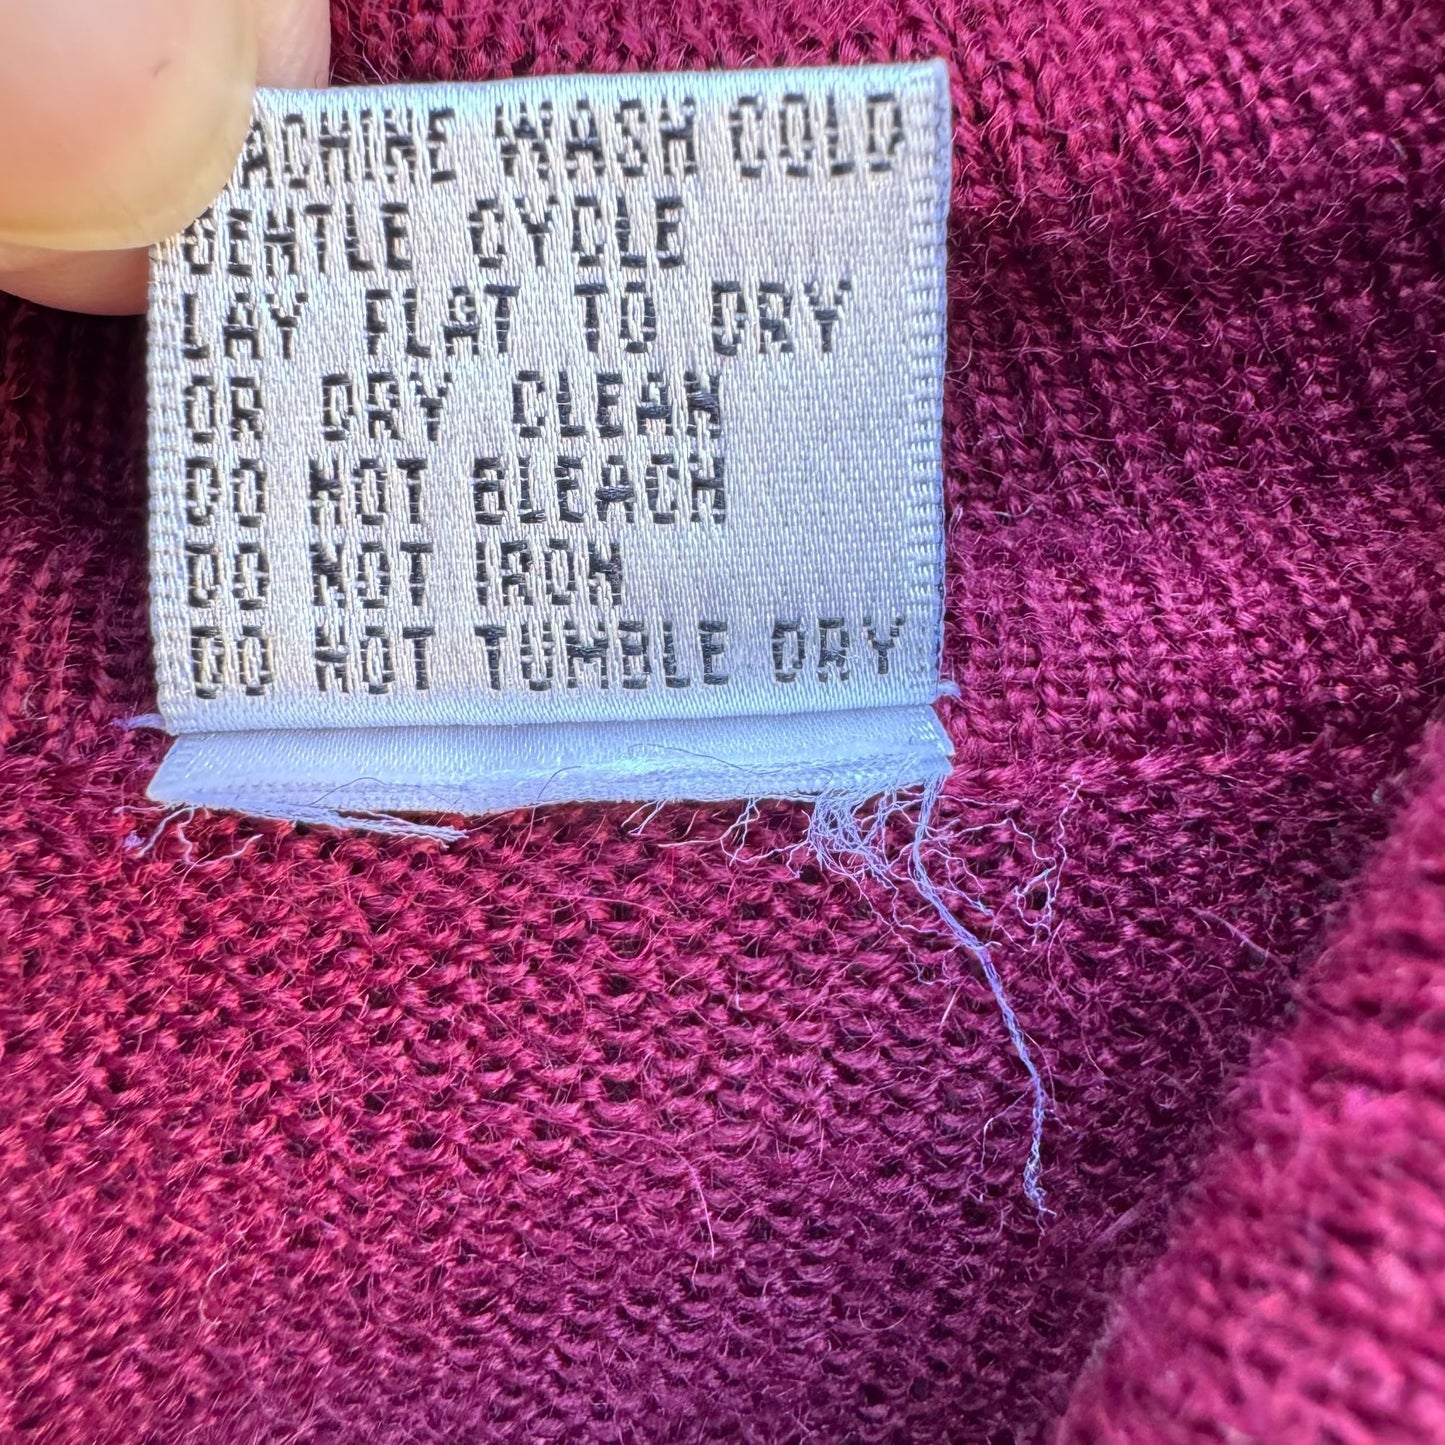 MACHINE WASH COLD
GENTLE CYCLE
LAY FLAT TO DRY
OR DRY CLEAN
DO NOT BLEACH
DO NOT IRON
DO NOT TUMBLE DRY